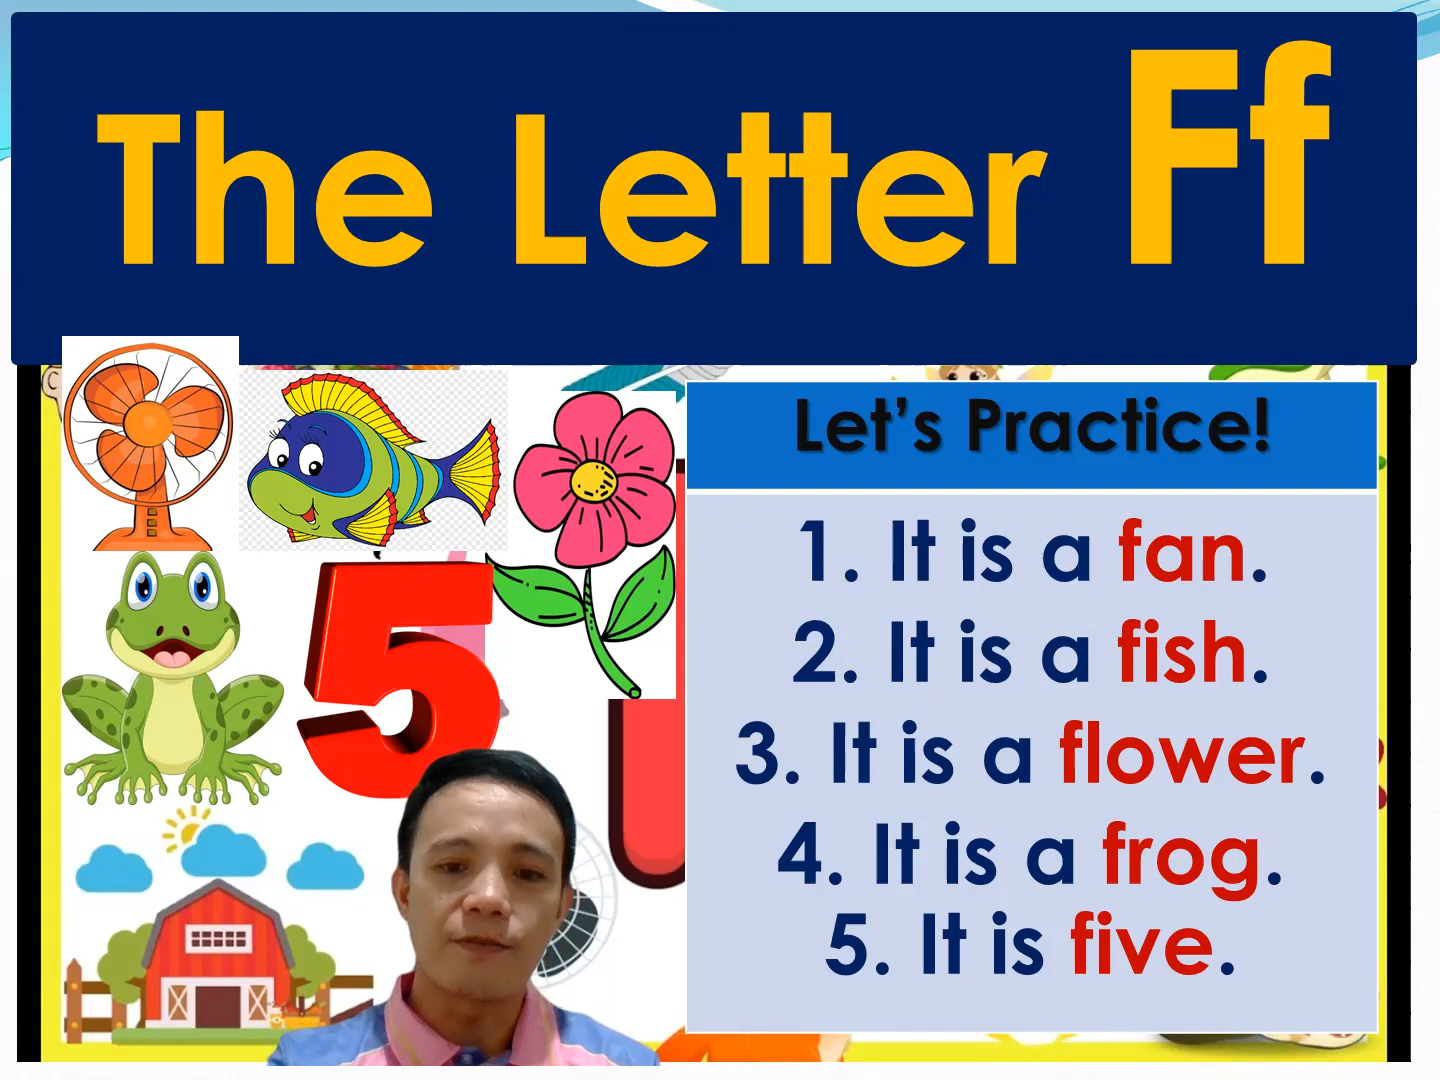 The Letter Ff
Let's Practice!
1. It is a fan.
2. It is a fish.
3. It is a flower.
4. It is a frog.
5. It is five.
5